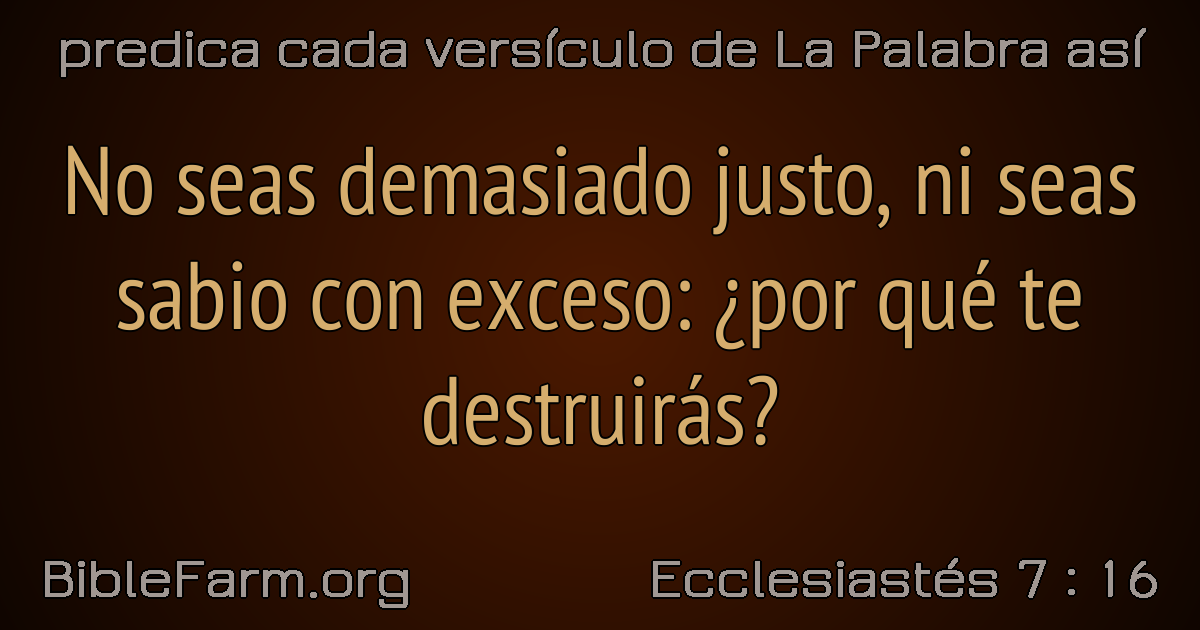 predica cada versículo de La Palabra así
No seas demasiado justo, ni seas
sabio con exceso: ¿por qué te
destruirás?
BibleFarm.org
Ecclesiastés 7 : 16